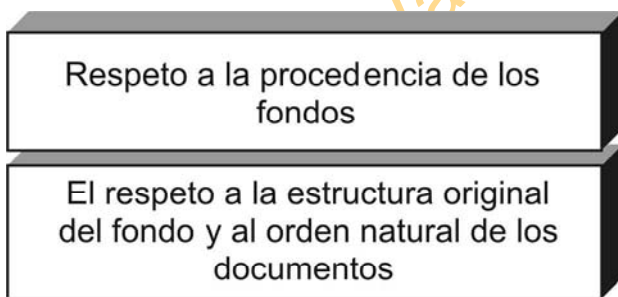 Respeto a la procedencia de los
fondos
El respeto a la estructura original
del fondo y al orden natural de los
documentos